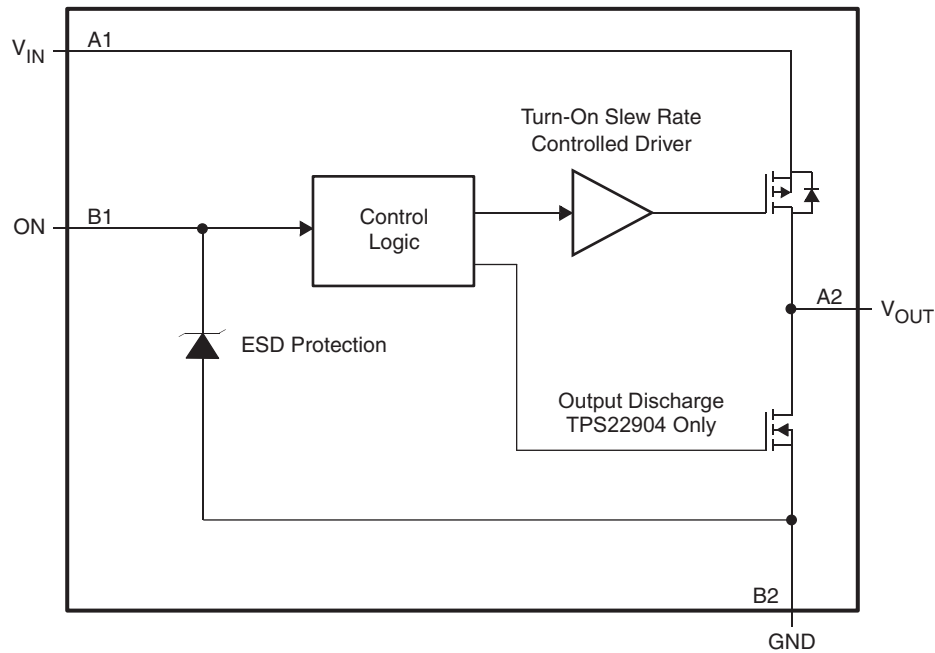 A1
V_IN
Turn-On Slew Rate
Controlled Driver
ON
B1
Control
Logic
A2
V_OUT
ESD Protection
Output Discharge
TPS22904 Only
B2
GND